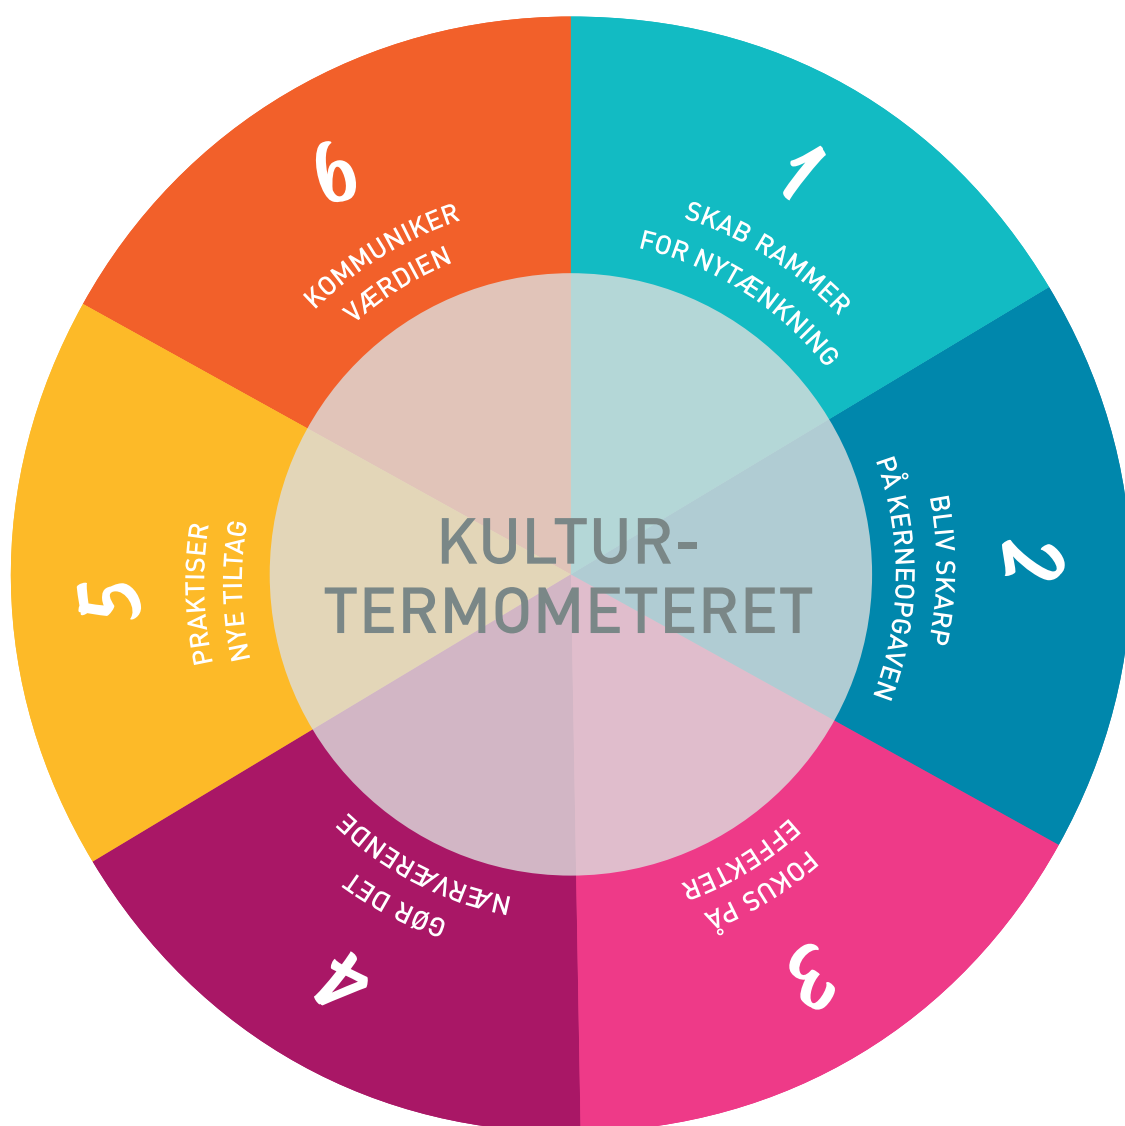 KULTUR-
TERMOMETERET
1
SKAB RAMMER
FOR NYTÆNKNING
2
BLIV SKARP
PÅ KERNEOPGAVEN
3
FOKUS PÅ
EFFEKTER
4
GØR DET
NÆRVÆRENDE
5
PRAKTISER
NYE TILTAG
6
KOMMUNIKER
VÆRDIEN